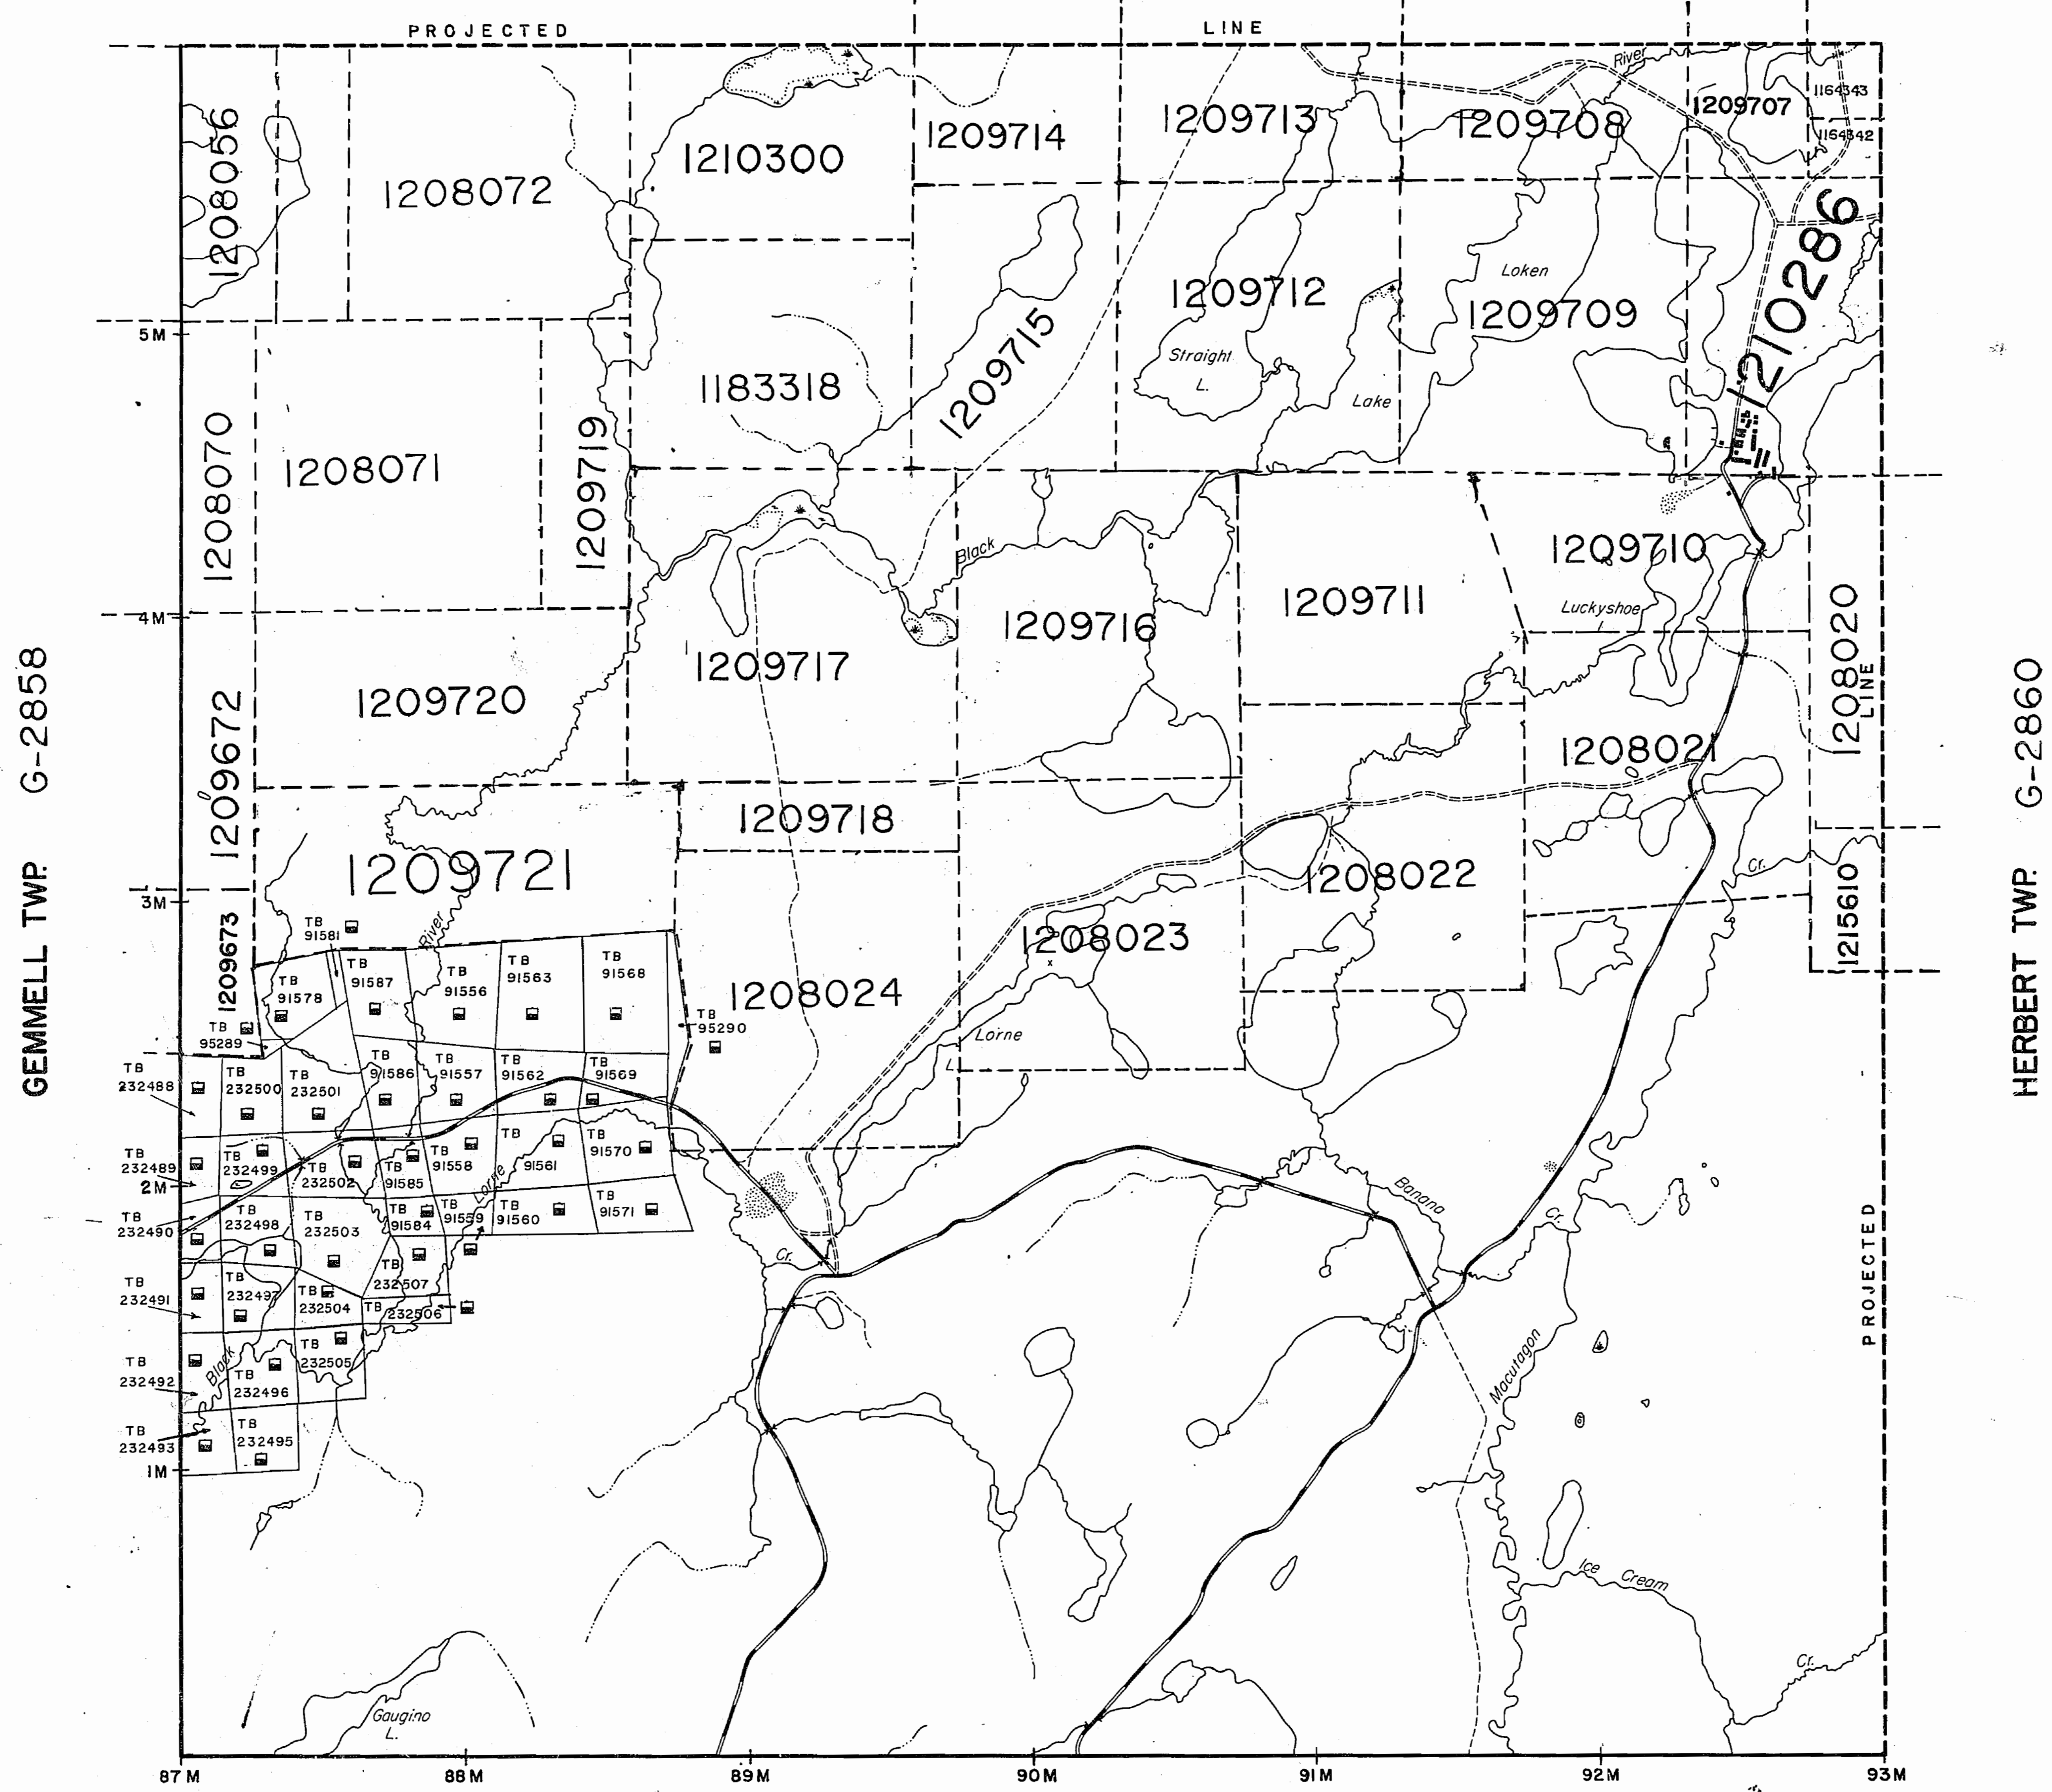 PROJECTED LINE
1208056
1208072
1210300
1209714
1209713
1209708
River
1209707
1164343
1164342
1210286
1209712
Loken
1209709
Straight
L.
Lake
1183318
1209715
5M
1208070
1208071
1209719
Black
1209710
1209711
Luckyshoe
L
1208020
LINE
4M
1209716
1209717
1209720
1209672
1208021
GEMMELL TWP. G-2858
HERBERT TWP. G-2860
1209718
1209721
1208022
Cr.
1215610
3M
1209673
River
1208023
1208024
Lorne
L.
TB
91581
TB
91578
TB
91587
TB
91556
TB
91563
TB
91568
TB
95289
TB
95290
TB
232488
TB
232500
TB
232501
TB
91586
TB
91557
TB
91562
TB
91569
TB
232489
TB
232499
TB
232502
TB
91585
TB
91558
TB
91561
TB
91570
2M
Lorne
TB
232490
TB
232498
TB
232503
TB
91584
TB
91559
TB
91560
TB
91571
Cr.
Banana
Cr.
PROJECTED
TB
232491
TB
232497
TB
232504
TB
232507
TB
232506
TB
232492
Black
TB
232496
TB
232505
Macutagon
TB
232493
TB
232495
1M
Ice Cream
Cr.
Gaugino
L.
87M 88M 89M 90M 91M 92M 93M